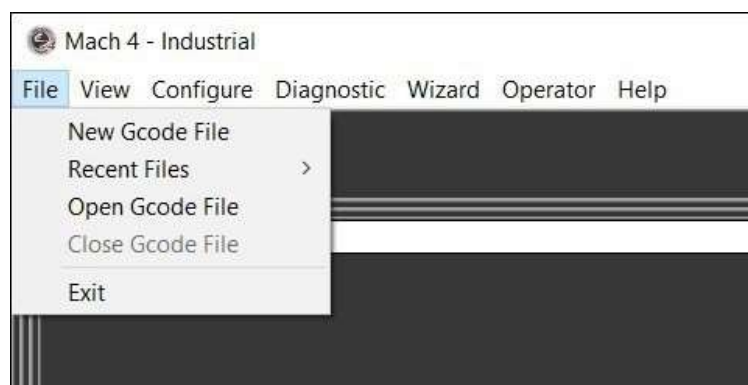 Mach 4 - Industrial
File View Configure Diagnostic Wizard Operator Help
New Gcode File
Recent Files >
Open Gcode File
Close Gcode File
Exit